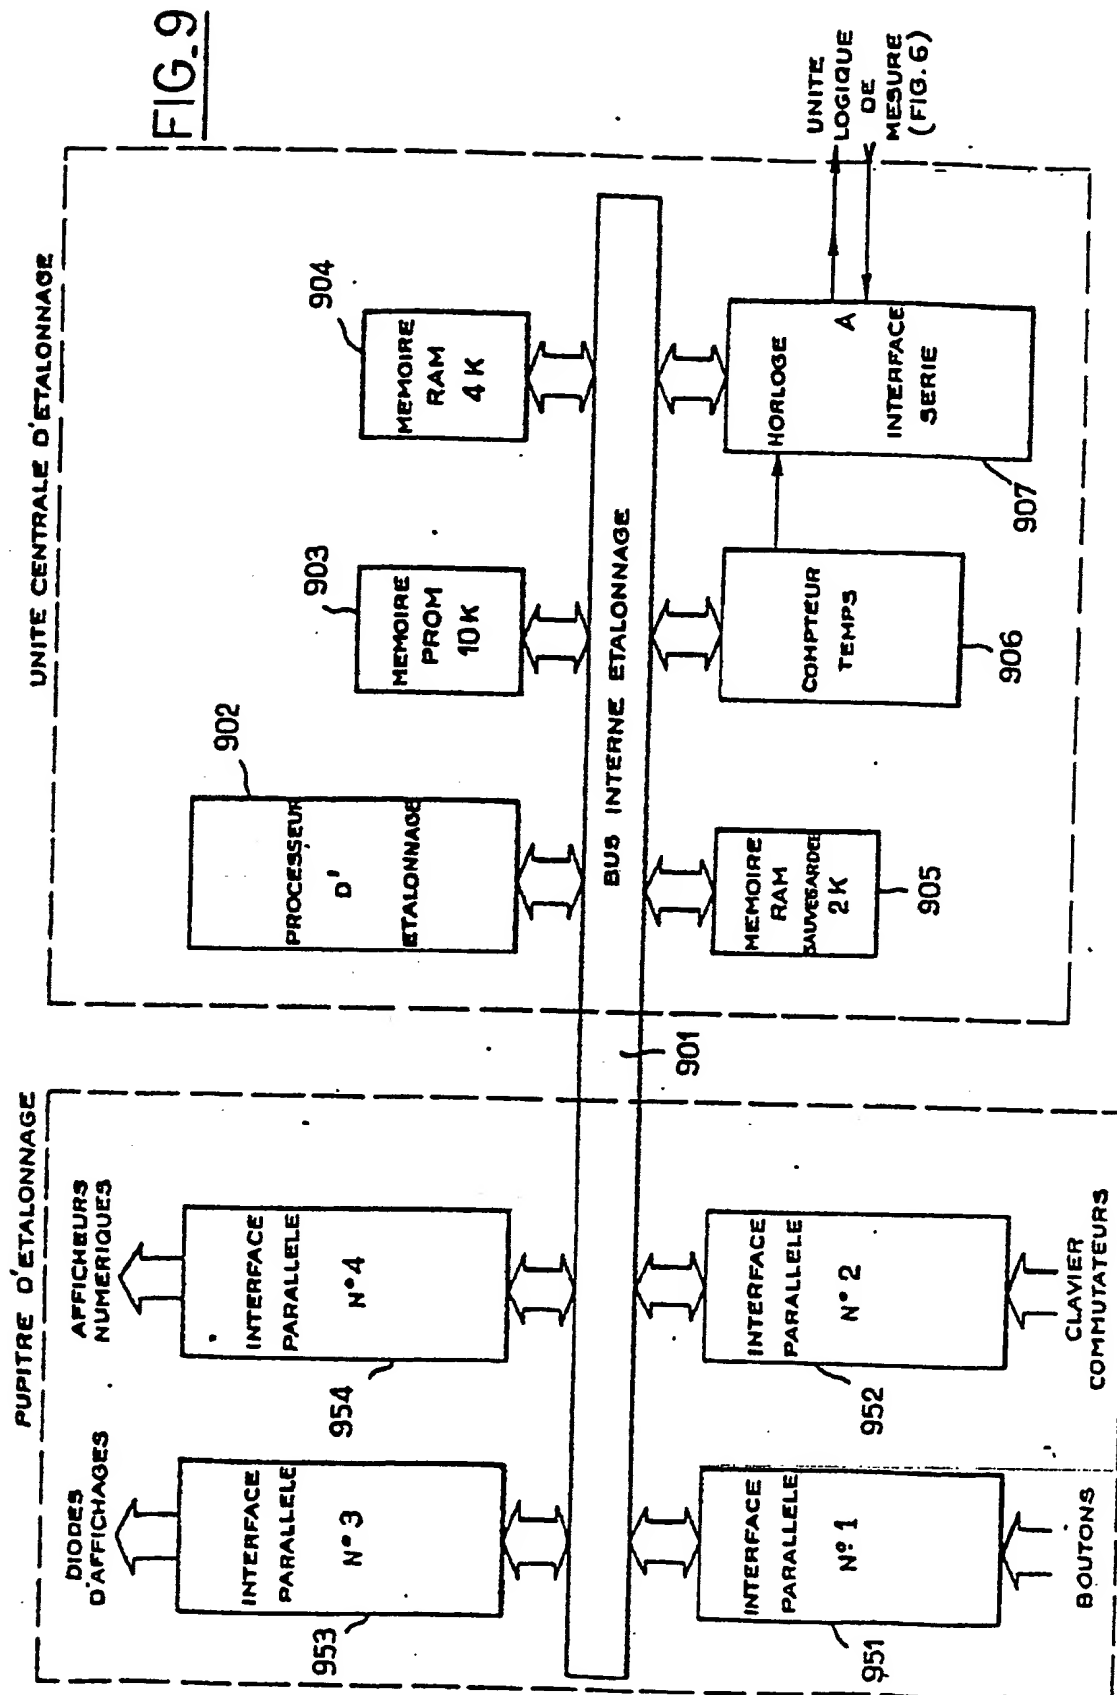 FIG_9
PUPITRE D'ETALONNAGE
DIODES
D'AFFICHAGES
AFFICHEURS
NUMERIQUES
INTERFACE
PARALLELE
N°3
953
INTERFACE
PARALLELE
N°4
954
INTERFACE
PARALLELE
N°1
951
INTERFACE
PARALLELE
N°2
952
BOUTONS
CLAVIER
COMMUTATEURS
901
BUS INTERNE ETALONNAGE
UNITE CENTRALE D'ETALONNAGE
902
PROCESSEUR
D'
ETALONNAGE
903
MEMOIRE
PROM
10K
904
MEMOIRE
RAM
4K
MEMOIRE
RAM
SAUVEGARDEE
2K
905
COMPTEUR
TEMPS
906
HORLOGE
A
INTERFACE
SERIE
907
UNITE
LOGIQUE
DE
MESURE
(FIG.6)